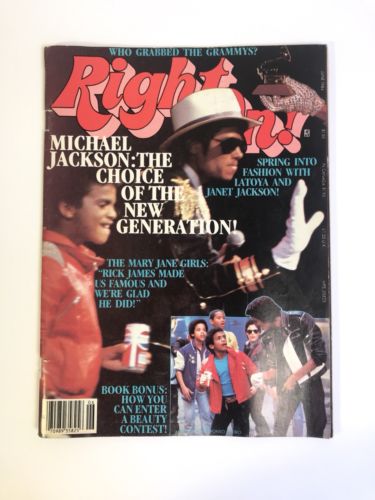 WHO GRABBED THE GRAMMYS?
Right
On!
MICHAEL
JACKSON:THE
CHOICE
OF THE
NEW
GENERATION!
SPRING INTO
FASHION WITH
LATOYA AND
JANET JACKSON!
THE MARY JANE GIRLS:
"RICK JAMES MADE
US FAMOUS AND
WE'RE GLAD
HE DID!"
BOOK BONUS:
HOW YOU
CAN ENTER
A BEAUTY
CONTEST!
06